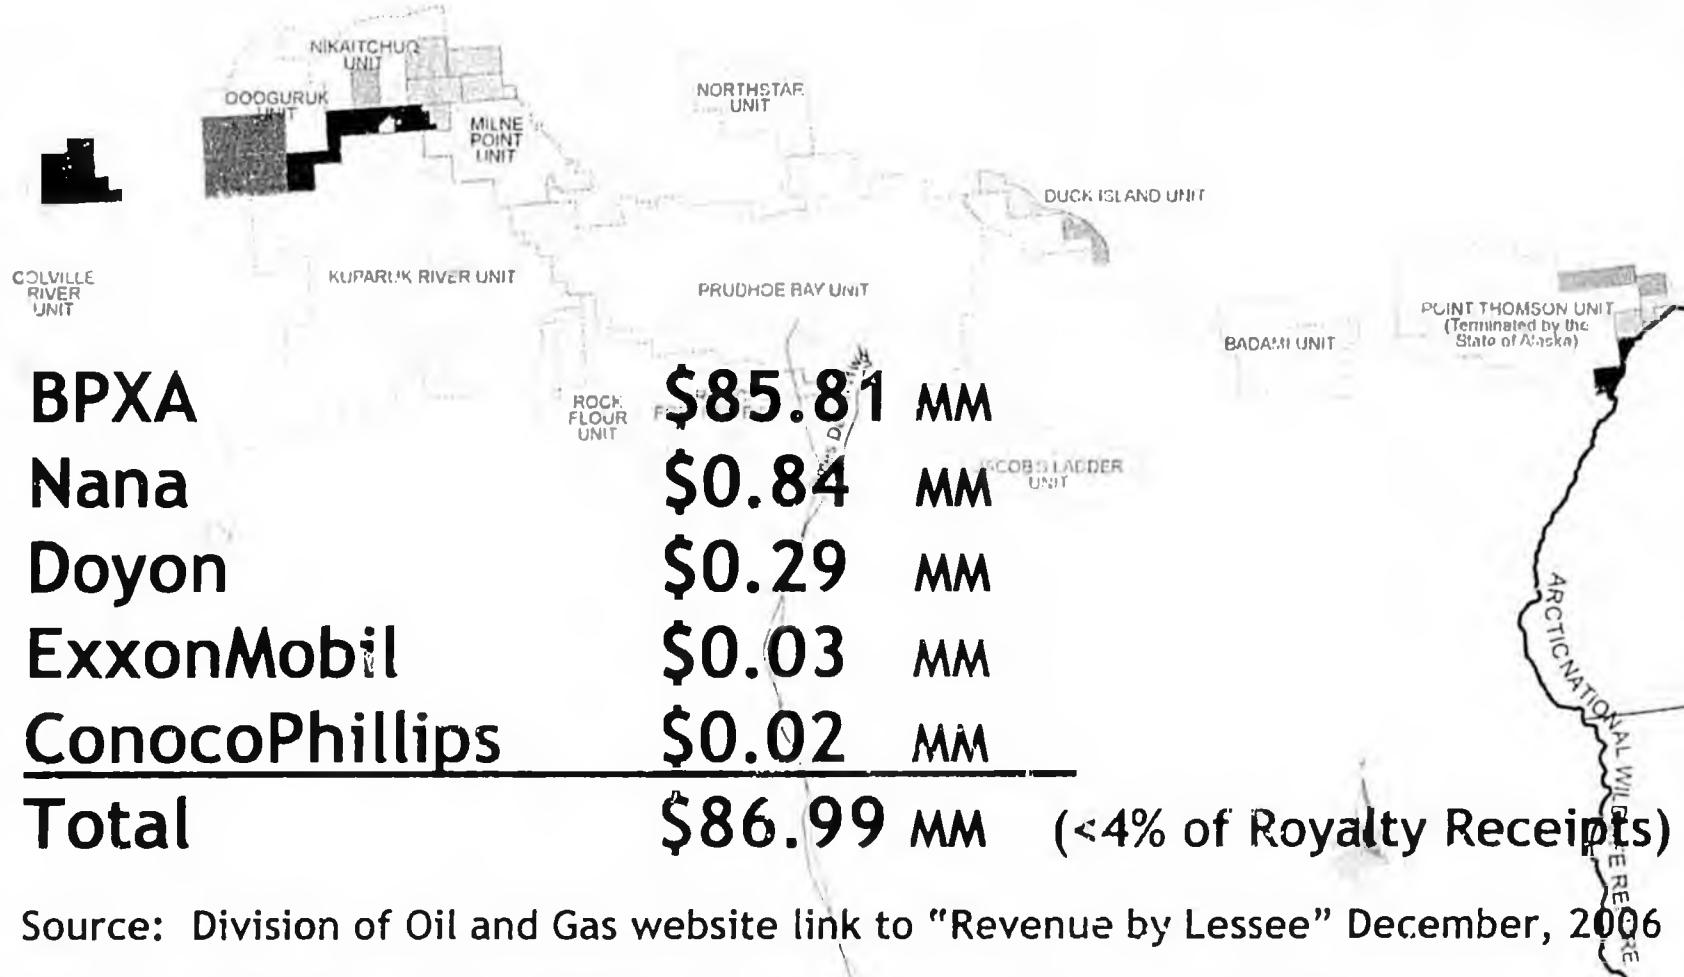 NIKAITCHUQ
UNIT
OOOGURUK
UNIT
MILNE
POINT
UNIT
NORTHSTAR
UNIT
DUCK ISLAND UNIT
COLVILLE
RIVER
UNIT
KUPARUK RIVER UNIT
PRUDHOE BAY UNIT
BADAMI UNIT
POINT THOMSON UNIT
(Terminated by the
State of Alaska)
ROCK
FLOUR
UNIT
LADDER
UNIT
BPXA $85.81 MM
Nana $0.84 MM
Doyon $0.29 MM
ExxonMobil $0.03 MM
ConocoPhillips $0.02 MM
Total $86.99 MM (<4% of Royalty Receipts)
ARCTIC NATIONAL
Source: Division of Oil and Gas website link to “Revenue by Lessee” December, 2006